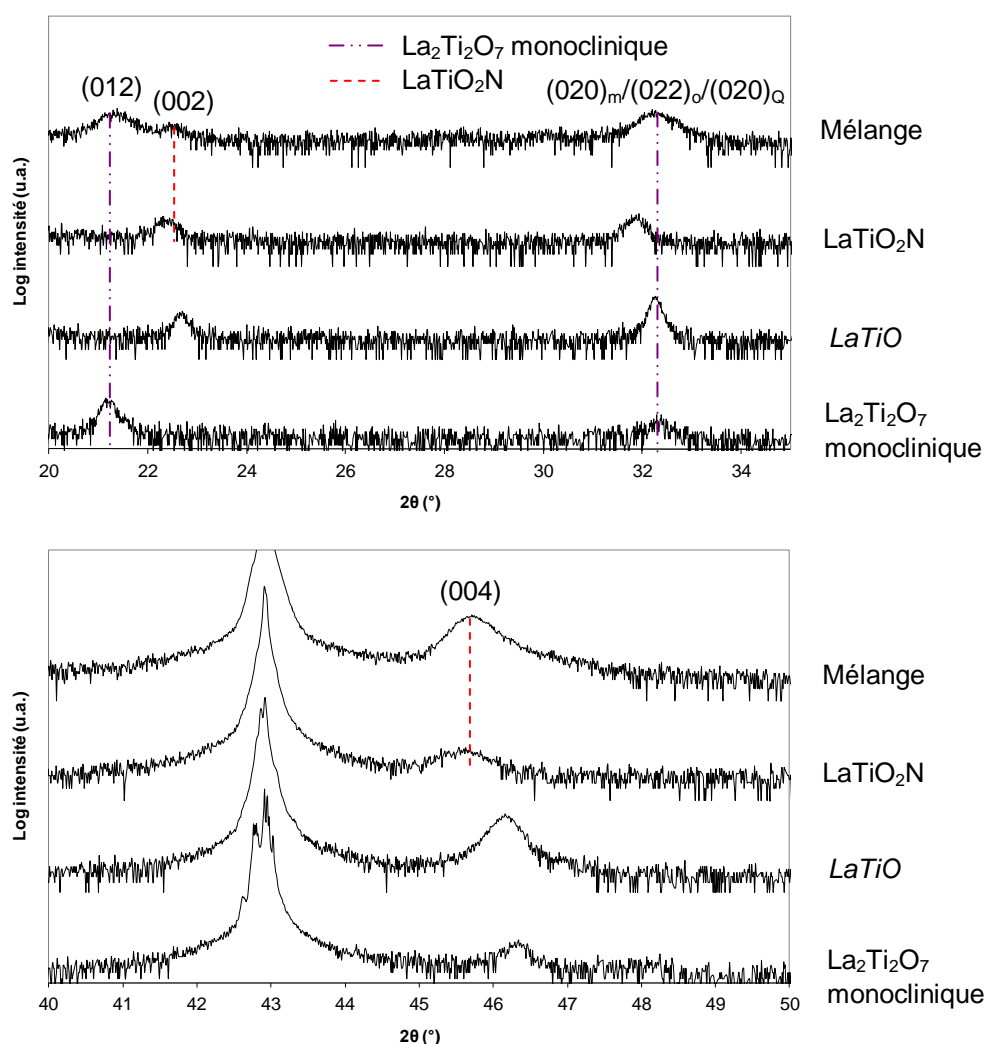 La₂Ti₂O₇ monoclinique
LaTiO₂N
(012)
(002)
(020)ₘ/(022)ₒ/(020)Q
Mélange
LaTiO₂N
LaTiO
La₂Ti₂O₇
monoclinique
Log intensité (u.a.)
20 22 24 26 28 30 32 34
2θ (°)
(004)
Mélange
LaTiO₂N
LaTiO
La₂Ti₂O₇
monoclinique
Log intensité (u.a.)
40 41 42 43 44 45 46 47 48 49 50
2θ (°)